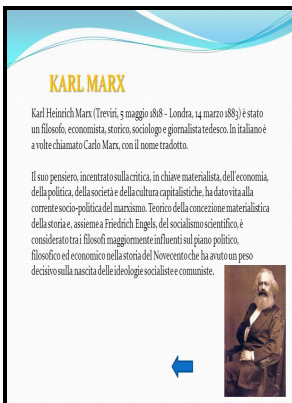 KARL MARX
Karl Heinrich Marx (Treviri, 5 maggio 1818 – Londra, 14 marzo 1883) è stato
un filosofo, economista, storico, sociologo e giornalista tedesco. In italiano è
a volte chiamato Carlo Marx, con il nome tradotto.
Il suo pensiero, incentrato sulla critica, in chiave materialista, dell'economia,
della politica, della società e della cultura capitalistiche, ha dato vita alla
corrente socio-politica del marxismo. Teorico della concezione materialistica
della storia e, assieme a Friedrich Engels, del socialismo scientifico, è
considerato tra i filosofi maggiormente influenti sul piano politico,
filosofico ed economico nella storia del Novecento che ha avuto un peso
decisivo sulla nascita delle ideologie socialiste e comuniste.